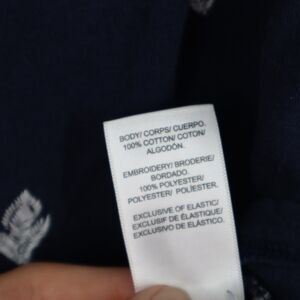 BODY/ CORPS/ CUERPO.
100% COTTON/ COTON/
ALGODÓN.
EMBROIDERY/ BRODERIE/
BORDADO.
100% POLYESTER/
POLYESTER/ POLIÉSTER.
EXCLUSIVE OF ELASTIC/
EXCLUSIF DE ÉLASTIQUE/
EXCLUSIVO DE ELÁSTICO